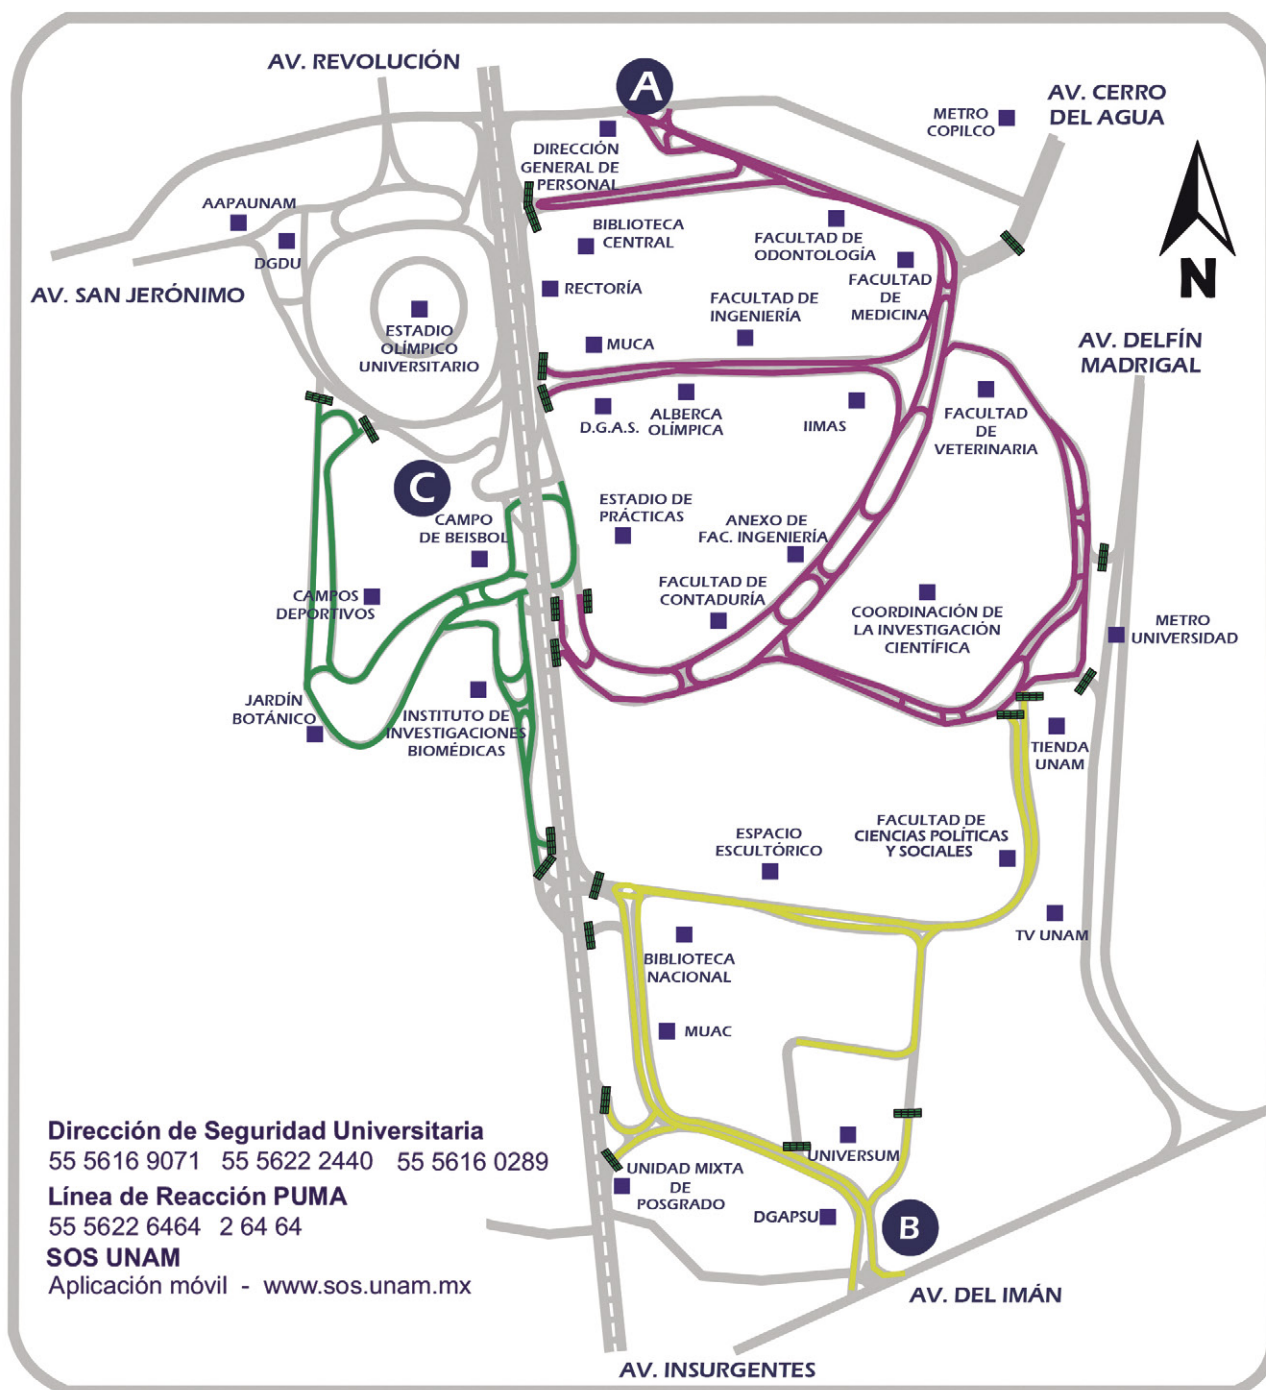 AV. REVOLUCIÓN
A
METRO
COPILCO
AV. CERRO
DEL AGUA
DIRECCIÓN
GENERAL DE
PERSONAL
AAPAUNAM
DGDU
BIBLIOTECA
CENTRAL
FACULTAD DE
ODONTOLOGÍA
FACULTAD
DE
MEDICINA
N
AV. SAN JERÓNIMO
RECTORÍA
FACULTAD DE
INGENIERÍA
ESTADIO
OLÍMPICO
UNIVERSITARIO
MUCA
AV. DELFÍN
MADRIGAL
D.G.A.S.
ALBERCA
OLÍMPICA
IIMAS
FACULTAD
DE
VETERINARIA
C
CAMPO
DE BEISBOL
ESTADIO DE
PRÁCTICAS
ANEXO DE
FAC. INGENIERÍA
CAMPOS
DEPORTIVOS
FACULTAD DE
CONTADURÍA
COORDINACIÓN DE
LA INVESTIGACIÓN
CIENTÍFICA
METRO
UNIVERSIDAD
JARDÍN
BOTÁNICO
INSTITUTO DE
INVESTIGACIONES
BIOMÉDICAS
TIENDA
UNAM
ESPACIO
ESCULTÓRICO
FACULTAD DE
CIENCIAS POLÍTICAS
Y SOCIALES
TV UNAM
BIBLIOTECA
NACIONAL
MUAC
UNIVERSUM
UNIDAD MIXTA
DE
POSGRADO
DGAPSU
B
AV. DEL IMÁN
AV. INSURGENTES
Dirección de Seguridad Universitaria
55 5616 9071 55 5622 2440 55 5616 0289
Línea de Reacción PUMA
55 5622 6464 2 64 64
SOS UNAM
Aplicación móvil - www.sos.unam.mx